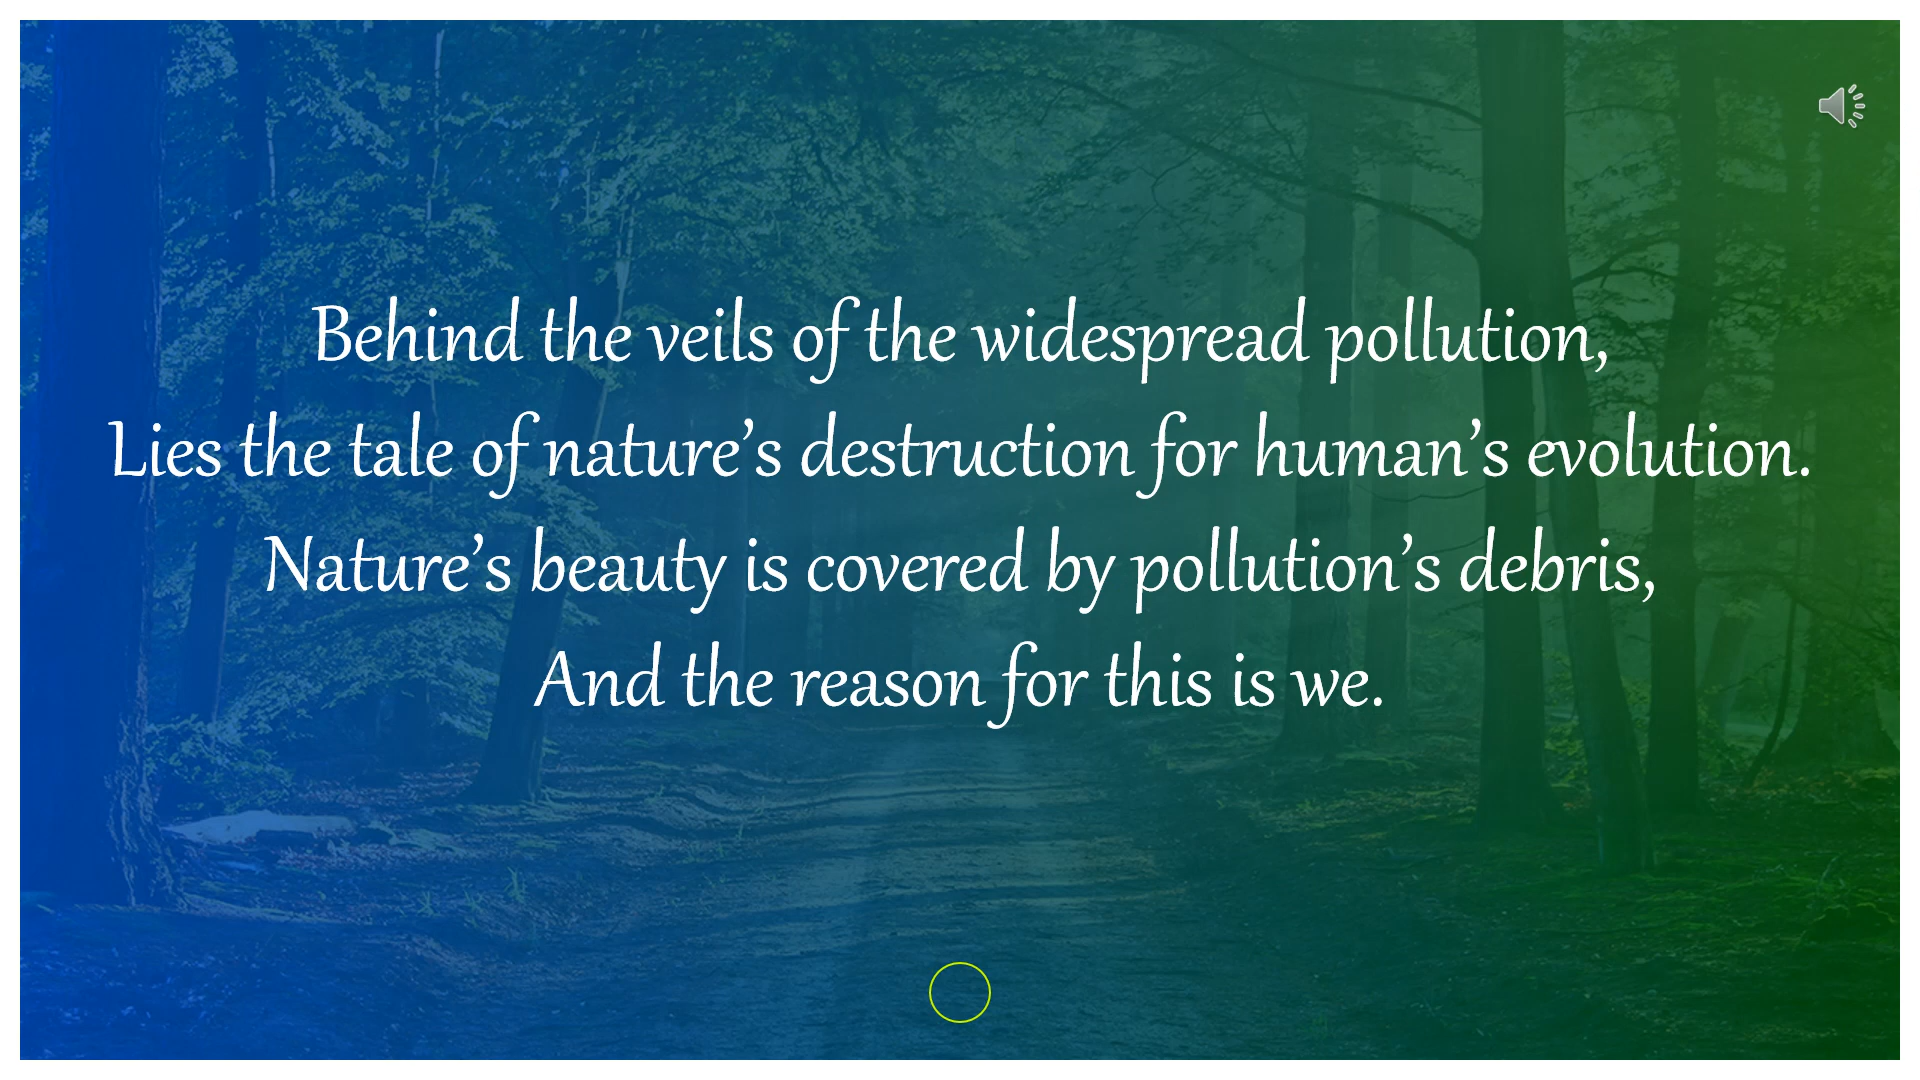 Behind the veils of the widespread pollution,
Lies the tale of nature’s destruction for human’s evolution.
Nature’s beauty is covered by pollution’s debris,
And the reason for this is we.